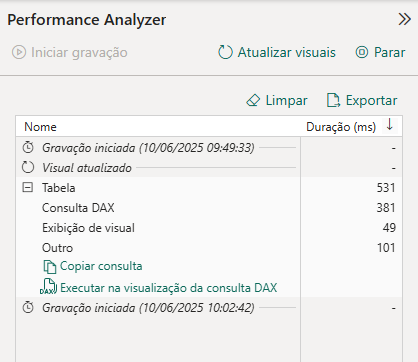 Performance Analyzer
Iniciar gravação
Atualizar visuais
Parar
Limpar
Exportar
Nome Duração (ms)
Gravação iniciada (10/06/2025 09:49:33) -
Visual atualizado -
Tabela 531
Consulta DAX 381
Exibição de visual 49
Outro 101
Copiar consulta
DAX Executar na visualização da consulta DAX
Gravação iniciada (10/06/2025 10:02:42) -